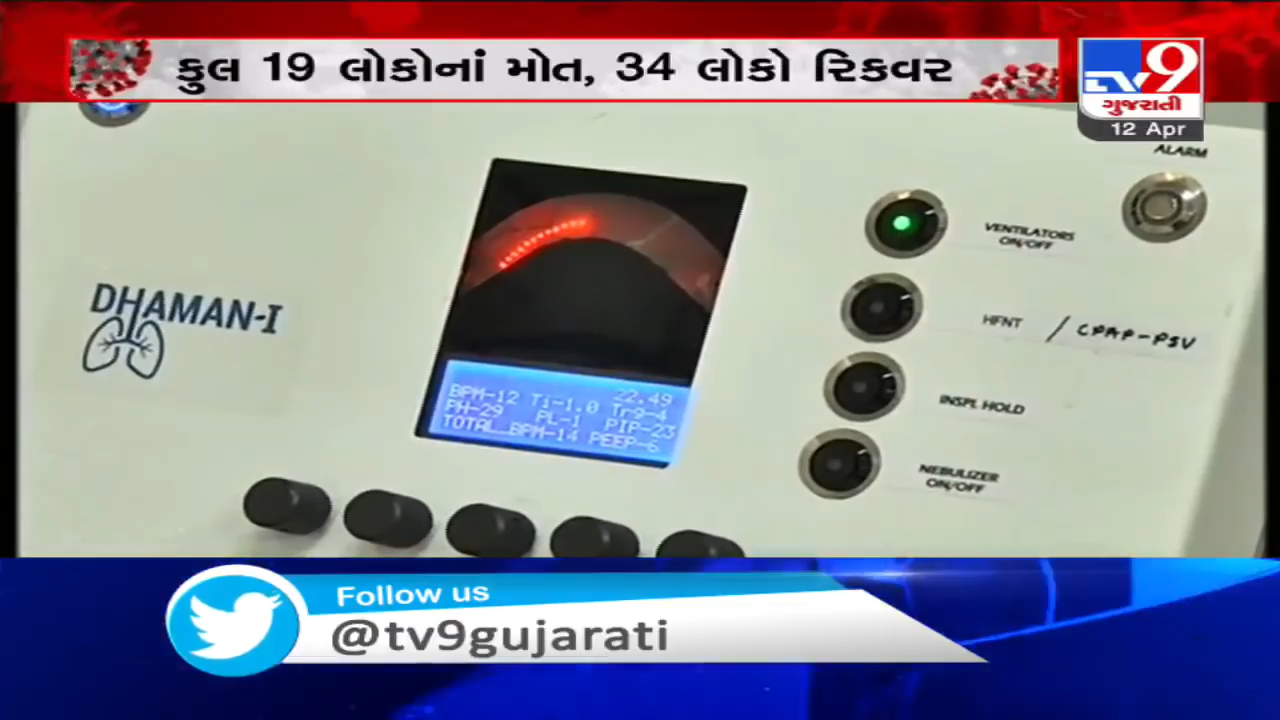 કુલ 19 લોકોનાં મોત, 34 લોકો રિકવર
TV9
ગુજરાતી
12 Apr
ALARM
VENTILATORS
ON/OFF
DHAMAN-I
HFNT / CPAP-PSV
INSPI. HOLD
NEBULIZER
ON/OFF
22.49
BPM-12 Ti-1.0 Tr9-4
PH-29 PL-1 PIP-23
TOTAL BPM-14 PEEP-6
Follow us
@tv9gujarati